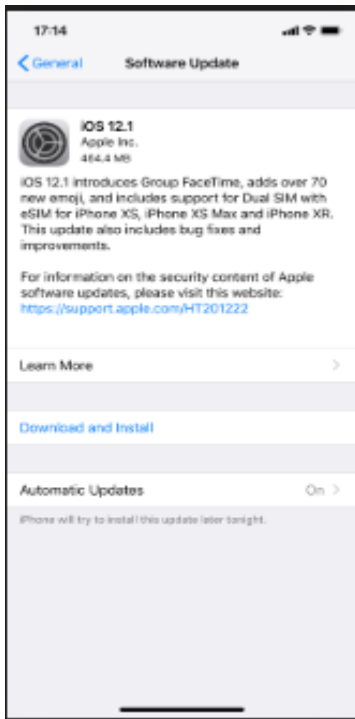 17:14
General
Software Update
iOS 12.1
Apple Inc.
464.4 MB
iOS 12.1 introduces Group FaceTime, adds over 70
new emoji, and includes support for Dual SIM with
eSIM for iPhone XS, iPhone XS Max and iPhone XR.
This update also includes bug fixes and
improvements.
For information on the security content of Apple
software updates, please visit this website:
https://support.apple.com/HT201222
Learn More
Download and Install
Automatic Updates
On
iPhone will try to install this update later tonight.